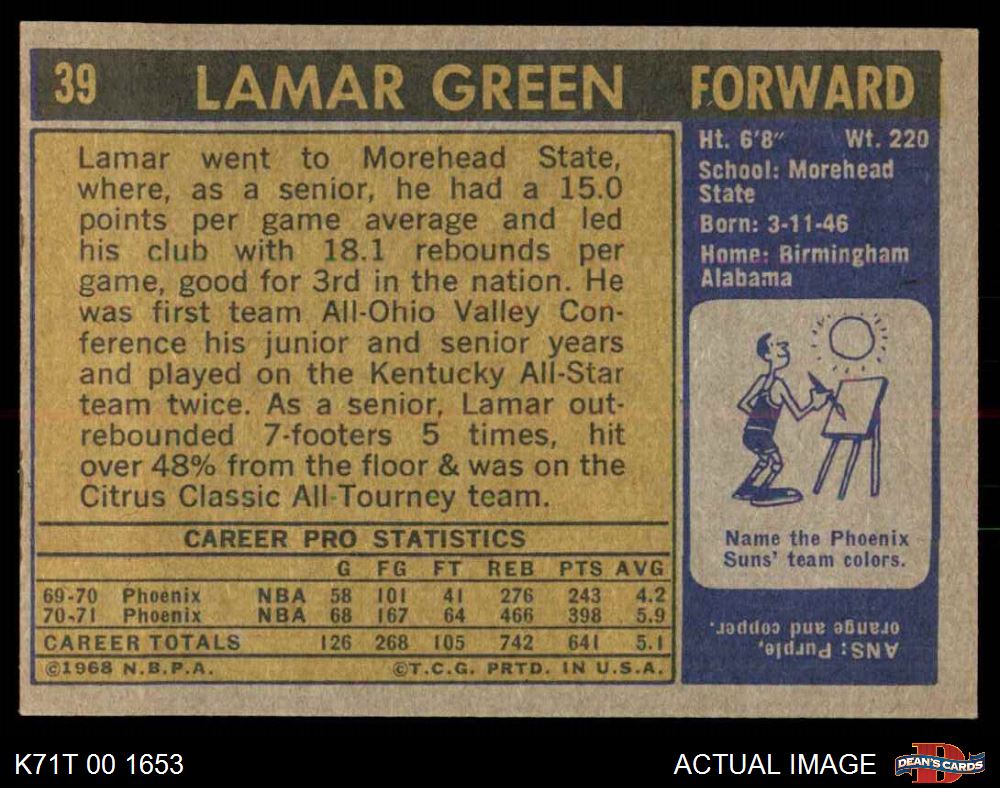 39 LAMAR GREEN FORWARD
Lamar went to Morehead State,
where, as a senior, he had a 15.0
points per game average and led
his club with 18.1 rebounds per
game, good for 3rd in the nation. He
was first team All-Ohio Valley Con-
ference his junior and senior years
and played on the Kentucky All-Star
team twice. As a senior, Lamar out-
rebounded 7-footers 5 times, hit
over 48% from the floor & was on the
Citrus Classic All-Tourney team.
CAREER PRO STATISTICS
G FG FT REB PTS AVG
69-70 Phoenix NBA 58 101 41 276 243 4.2
70-71 Phoenix NBA 68 167 64 466 398 5.9
CAREER TOTALS 126 268 105 742 641 5.1
©1968 N.B.P.A. ©T.C.G. PRTD. IN U.S.A.
Ht. 6'8" Wt. 220
School: Morehead
State
Born: 3-11-46
Home: Birmingham
Alabama
Name the Phoenix
Suns' team colors.
ANS: Purple,
orange and copper.
K71T 00 1653
ACTUAL IMAGE
D
DEAN'S CARDS